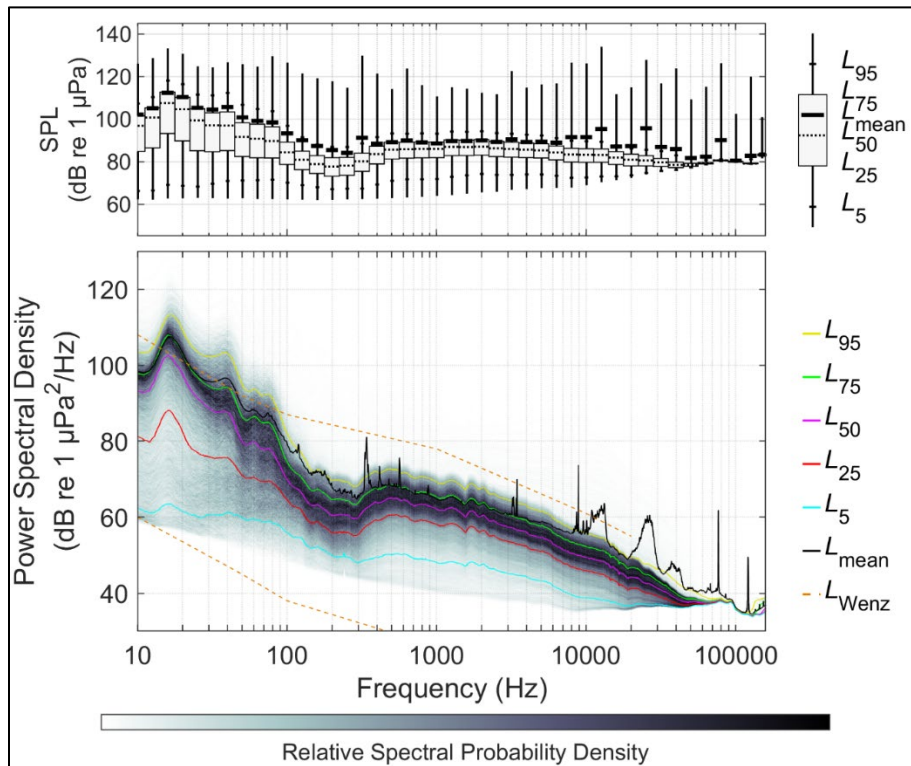 140
120
100
80
60
SPL
(dB re 1 µPa)
L95
L75
Lmean
L50
L25
L5
120
100
80
60
40
Power Spectral Density
(dB re 1 µPa²/Hz)
10
100
1000
10000
100000
Frequency (Hz)
L95
L75
L50
L25
L5
Lmean
LWenz
Relative Spectral Probability Density